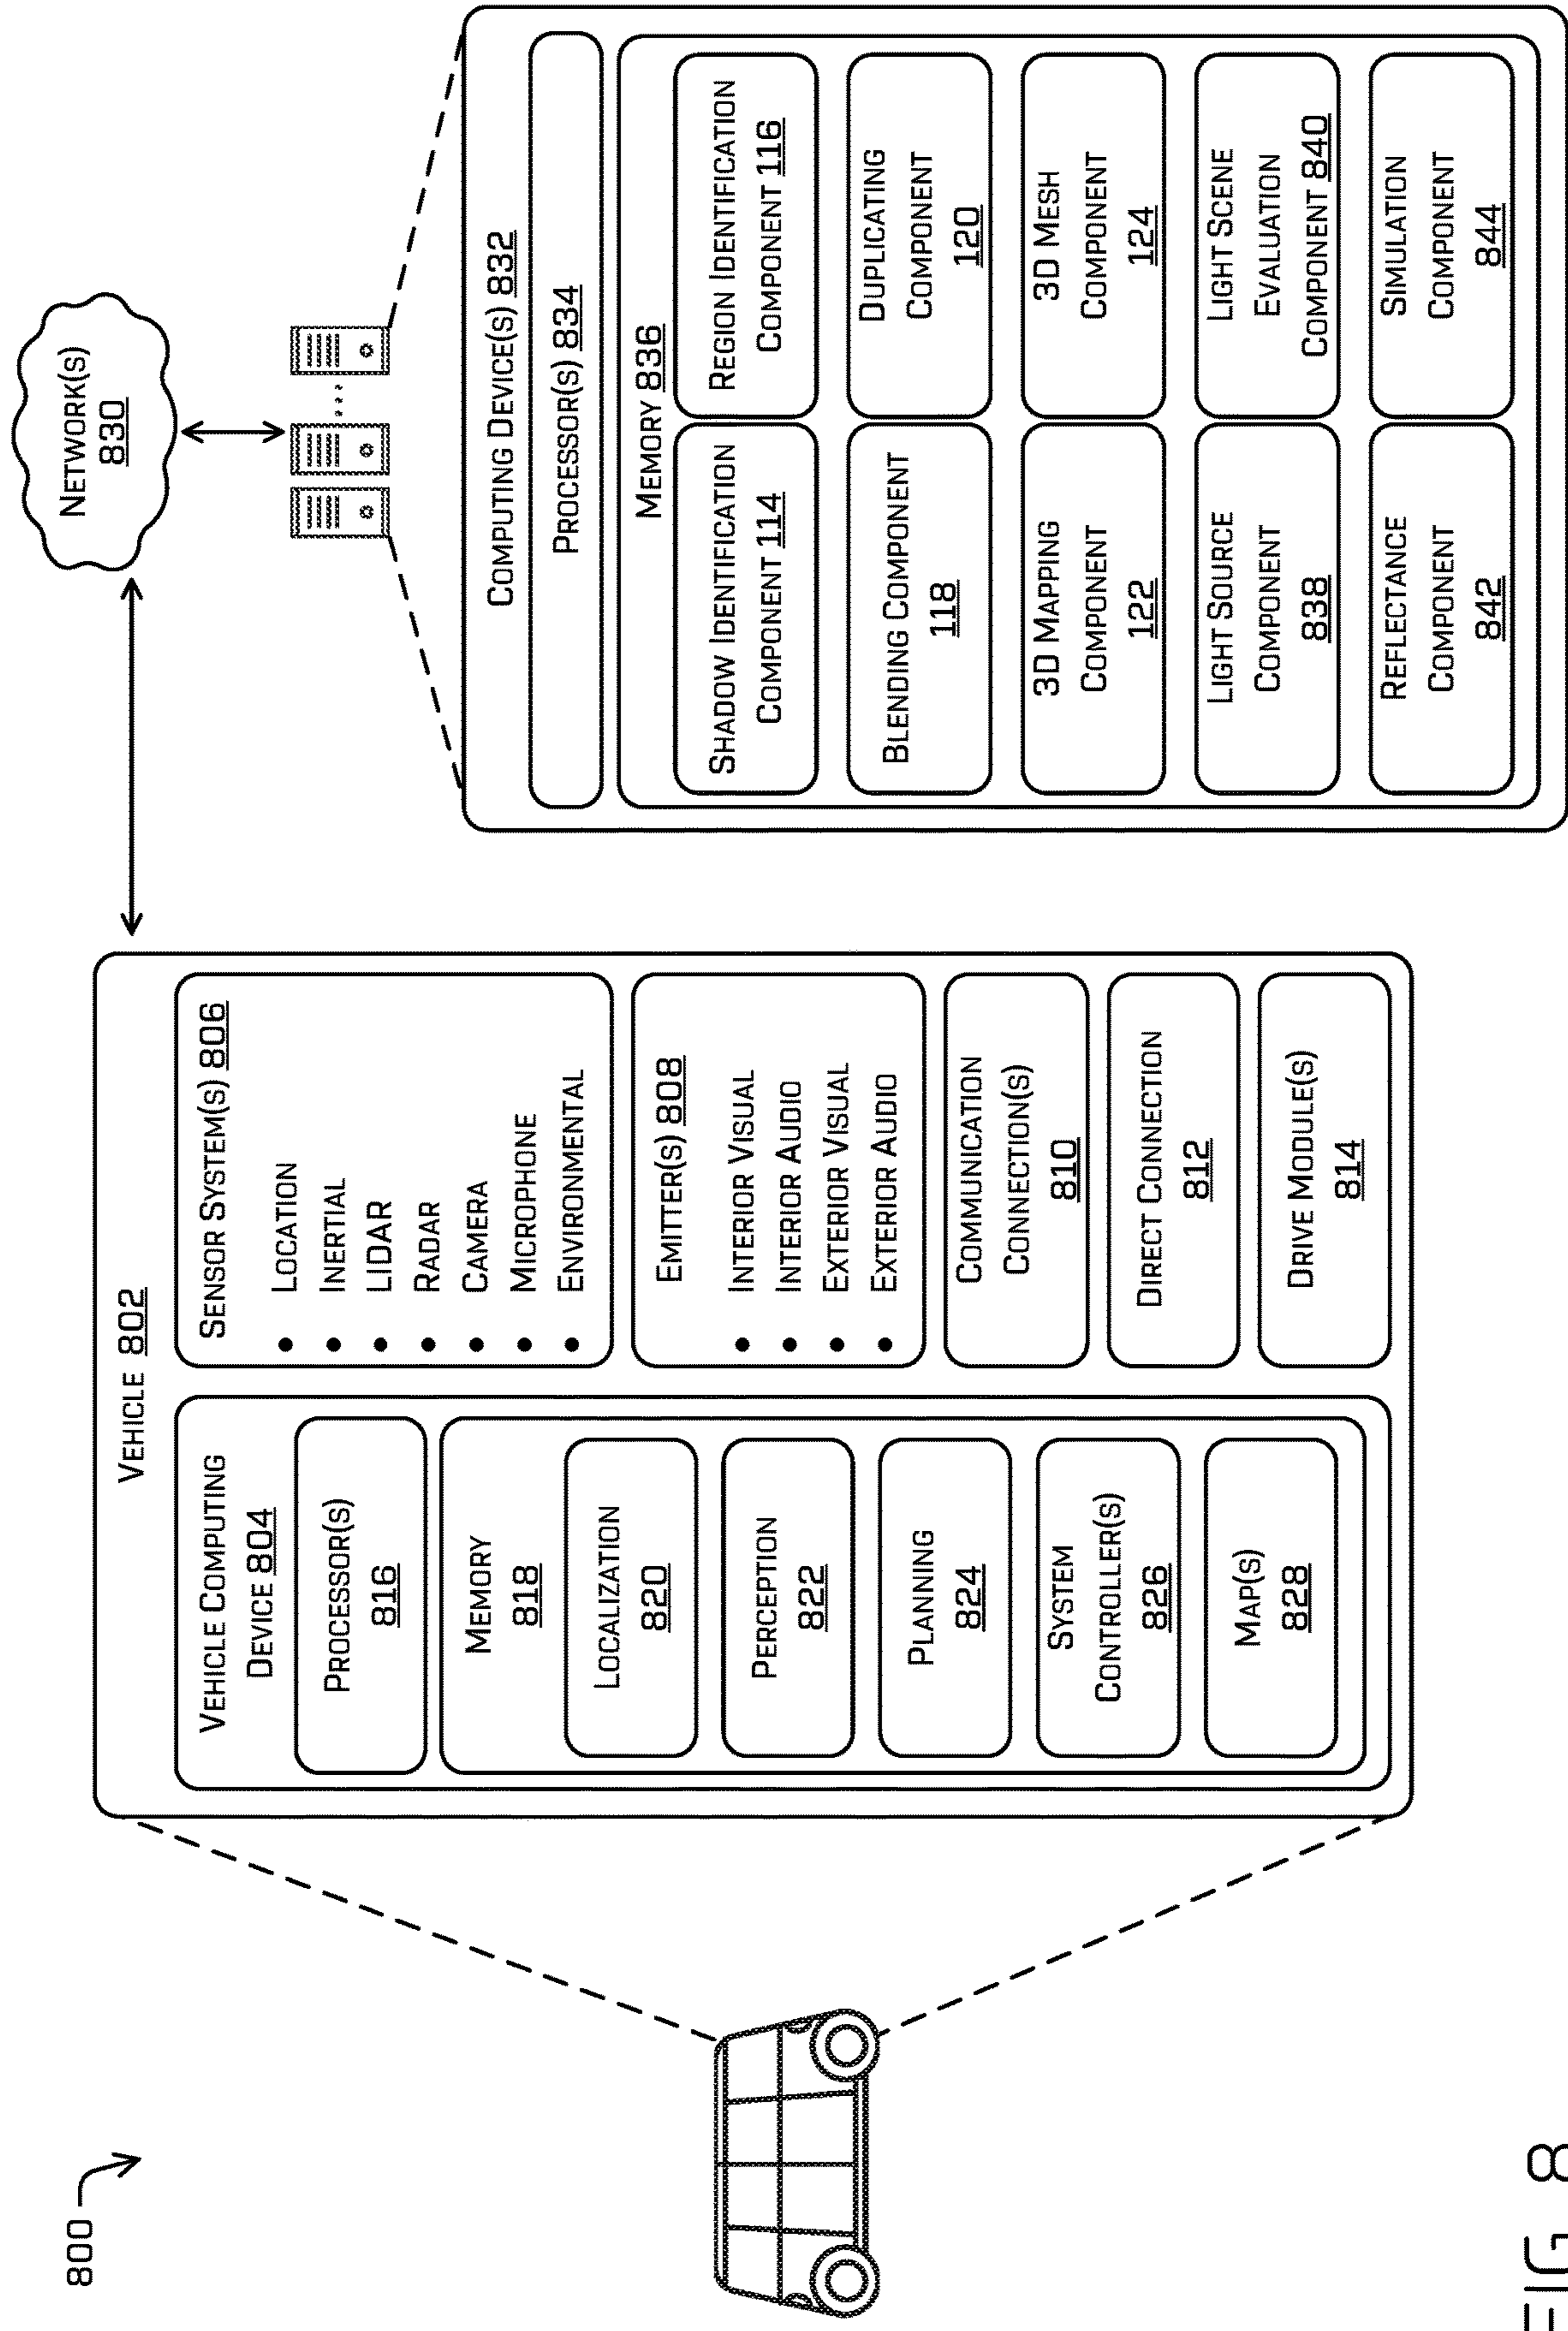 800
VEHICLE 802
VEHICLE COMPUTING
DEVICE 804
PROCESSOR(S)
816
MEMORY
818
LOCALIZATION
820
PERCEPTION
822
PLANNING
824
SYSTEM
CONTROLLER(S)
826
MAP(S)
828
SENSOR SYSTEM(S) 806
• LOCATION
• INERTIAL
• LIDAR
• RADAR
• CAMERA
• MICROPHONE
• ENVIRONMENTAL
EMITTER(S) 808
• INTERIOR VISUAL
• INTERIOR AUDIO
• EXTERIOR VISUAL
• EXTERIOR AUDIO
COMMUNICATION
CONNECTION(S)
810
DIRECT CONNECTION
812
DRIVE MODULE(S)
814
NETWORK(S)
830
COMPUTING DEVICE(S) 832
PROCESSOR(S) 834
MEMORY 836
SHADOW IDENTIFICATION
COMPONENT 114
REGION IDENTIFICATION
COMPONENT 116
BLENDING COMPONENT
118
DUPLICATING
COMPONENT
120
3D MAPPING
COMPONENT
122
3D MESH
COMPONENT
124
LIGHT SOURCE
COMPONENT
838
LIGHT SCENE
EVALUATION
COMPONENT 840
REFLECTANCE
COMPONENT
842
SIMULATION
COMPONENT
844
FIG. 8